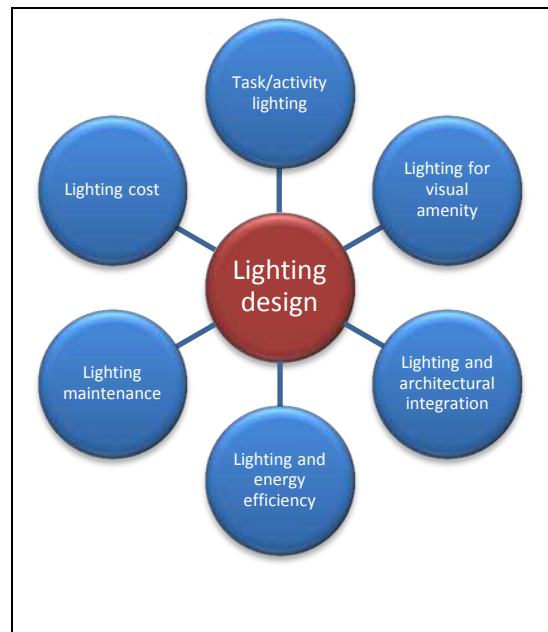 Task/activity
lighting
Lighting cost
Lighting for
visual
amenity
Lighting
design
Lighting
maintenance
Lighting and
architectural
integration
Lighting and
energy
efficiency